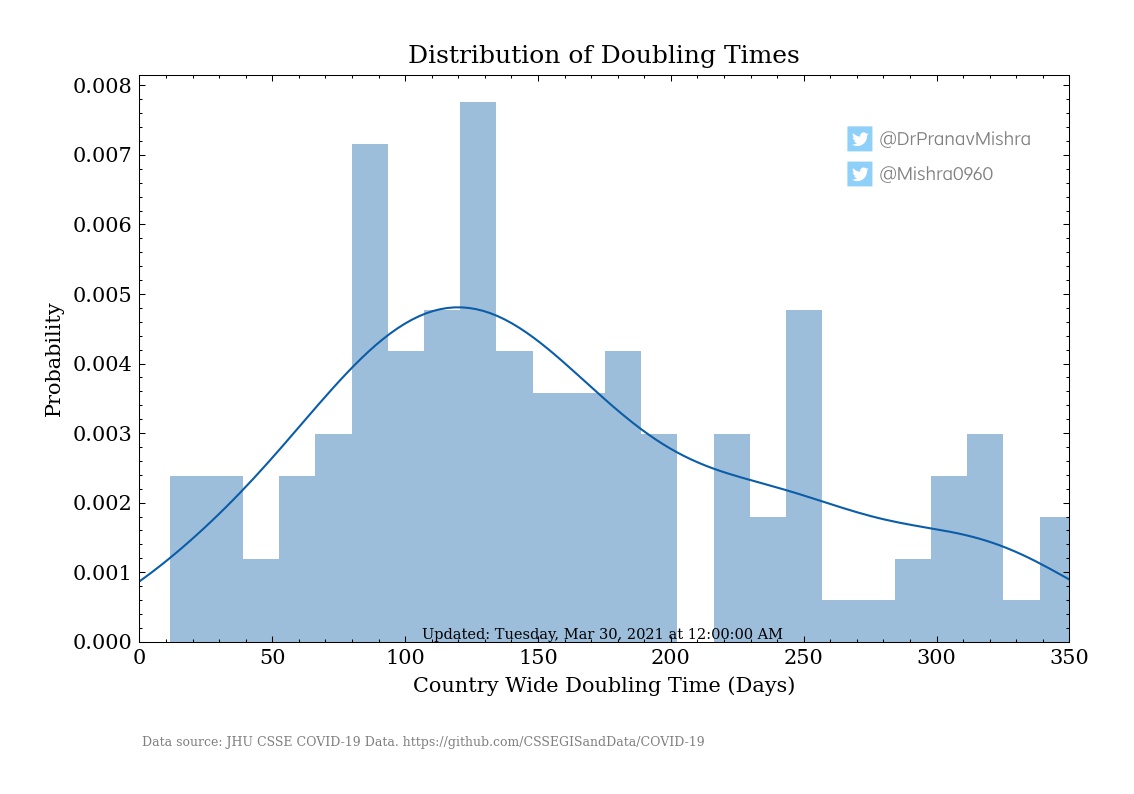 Distribution of Doubling Times
0.008
0.007
0.006
0.005
0.004
0.003
0.002
0.001
0.000
Probability
@DrPranavMishra
@Mishra0960
Updated: Tuesday, Mar 30, 2021 at 12:00:00 AM
0 50 100 150 200 250 300 350
Country Wide Doubling Time (Days)
Data source: JHU CSSE COVID-19 Data. https://github.com/CSSEGISandData/COVID-19